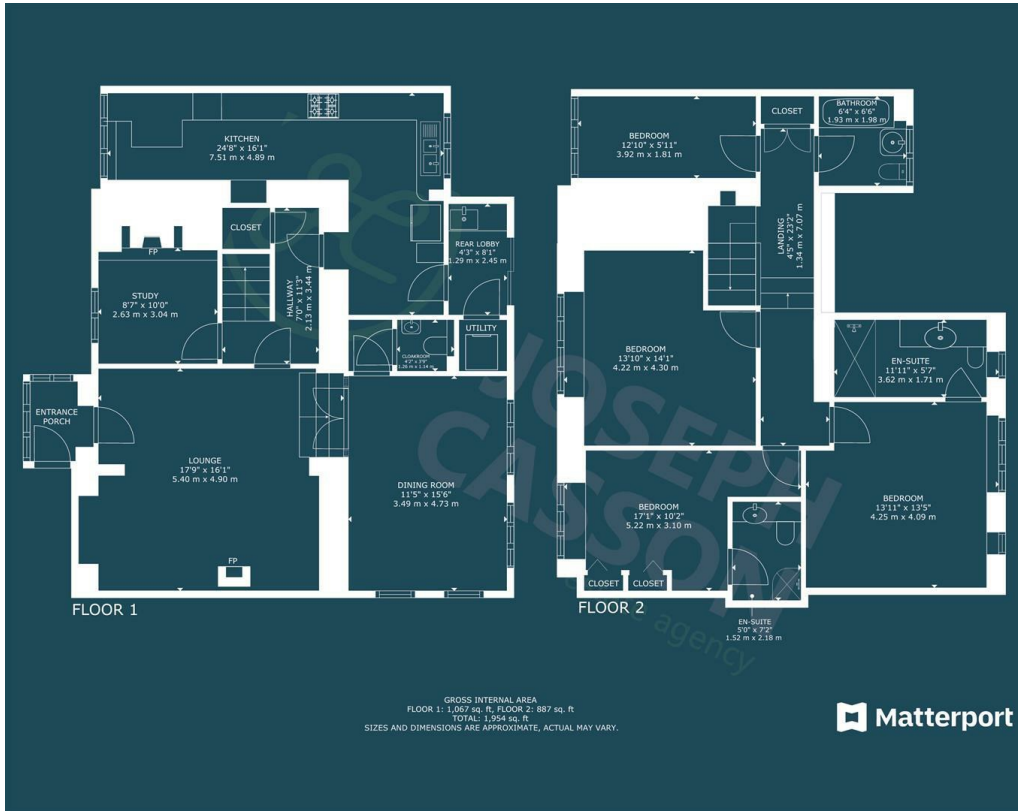 KITCHEN
24'8" x 16'1"
7.51 m x 4.89 m
CLOSET
REAR LOBBY
4'3" x 8'1"
1.29 m x 2.45 m
FP
STUDY
8'7" x 10'0"
2.63 m x 3.04 m
HALLWAY
7'0" x 11'3"
2.13 m x 3.44 m
UTILITY
CLOAKROOM
4'2" x 3'9"
1.26 m x 1.14 m
ENTRANCE
PORCH
LOUNGE
17'9" x 16'1"
5.40 m x 4.90 m
DINING ROOM
11'5" x 15'6"
3.49 m x 4.73 m
FP
FLOOR 1
BEDROOM
12'10" x 5'11"
3.92 m x 1.81 m
CLOSET
BATHROOM
6'4" x 6'6"
1.93 m x 1.98 m
LANDING
4'5" x 23'2"
1.34 m x 7.07 m
BEDROOM
13'10" x 14'1"
4.22 m x 4.30 m
EN-SUITE
11'11" x 5'7"
3.62 m x 1.71 m
BEDROOM
17'1" x 10'2"
5.22 m x 3.10 m
BEDROOM
13'11" x 13'5"
4.25 m x 4.09 m
CLOSET
CLOSET
FLOOR 2
EN-SUITE
5'0" x 7'2"
1.52 m x 2.18 m
JOSEPH
CASSON
estate agency
GROSS INTERNAL AREA
FLOOR 1: 1,067 sq. ft, FLOOR 2: 887 sq. ft
TOTAL: 1,954 sq. ft
SIZES AND DIMENSIONS ARE APPROXIMATE, ACTUAL MAY VARY.
Matterport